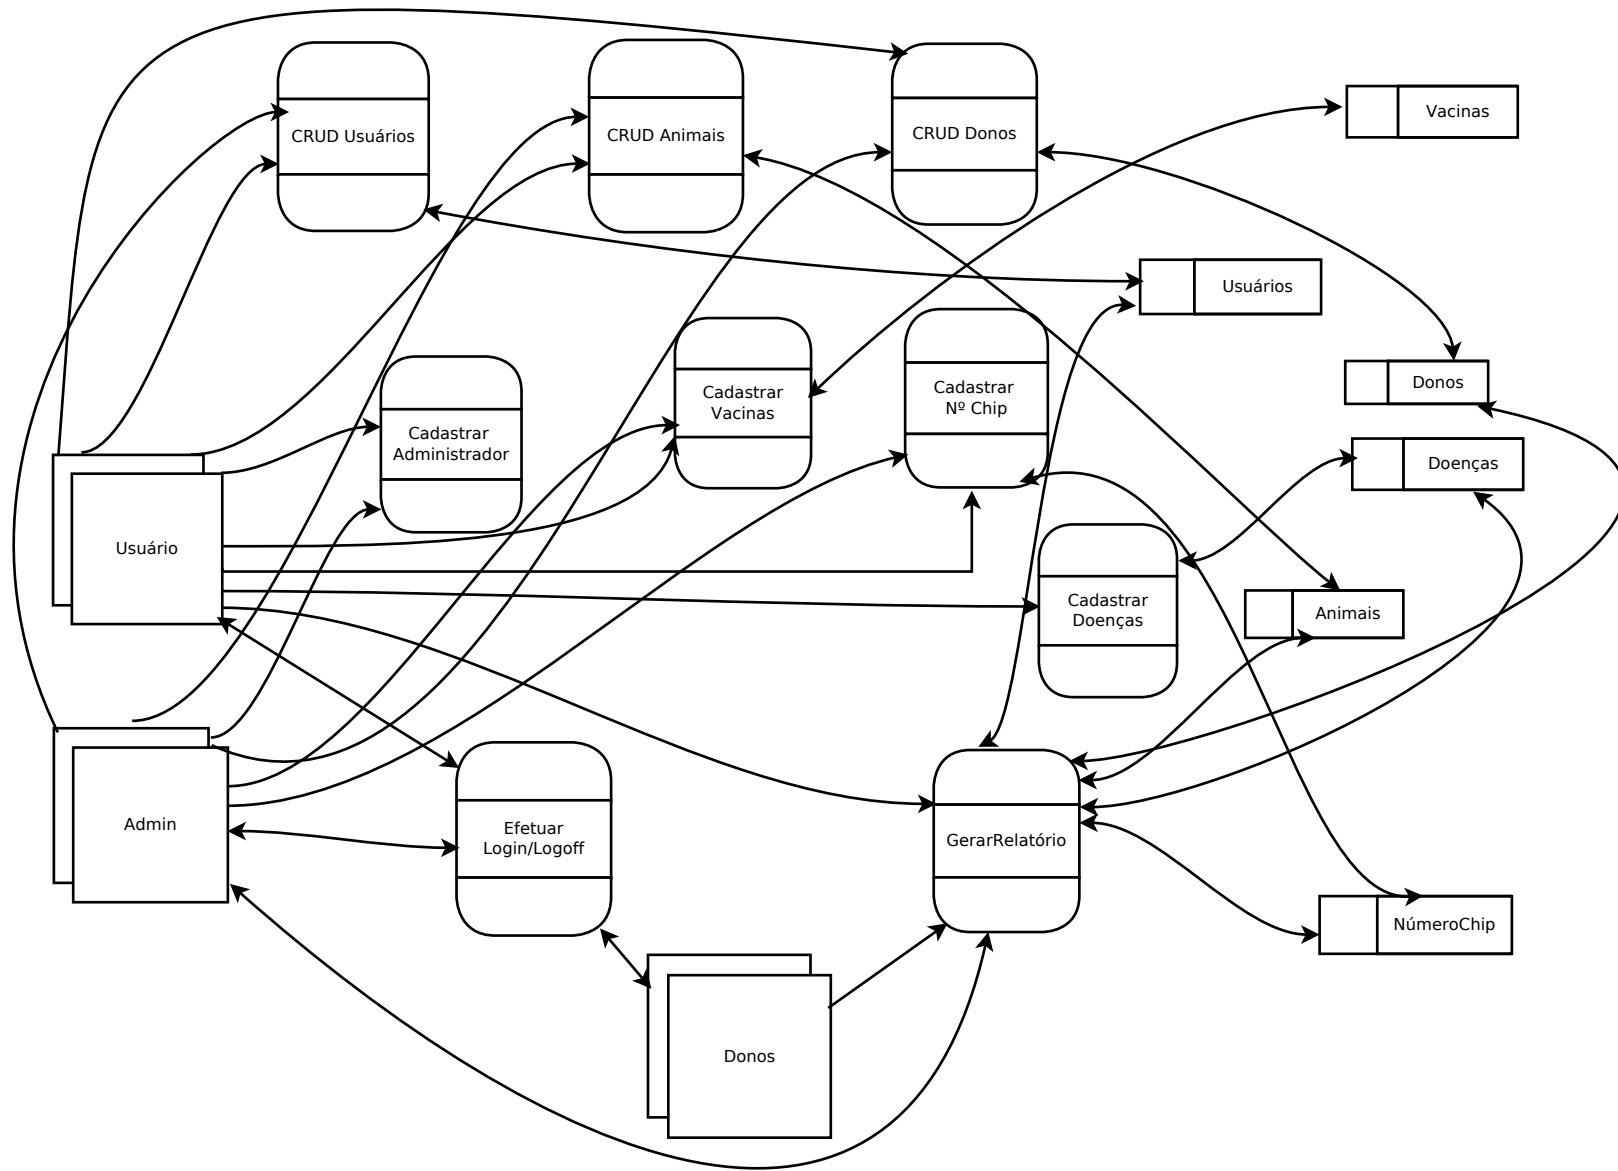 Vacinas
CRUD Usuários
CRUD Animais
CRUD Donos
Usuários
Donos
Cadastrar
Vacinas
Cadastrar
Nº Chip
Cadastrar
Administrador
Doenças
Usuário
Cadastrar
Doenças
Animais
Admin
Efetuar
Login/Logoff
GerarRelatório
NúmeroChip
Donos